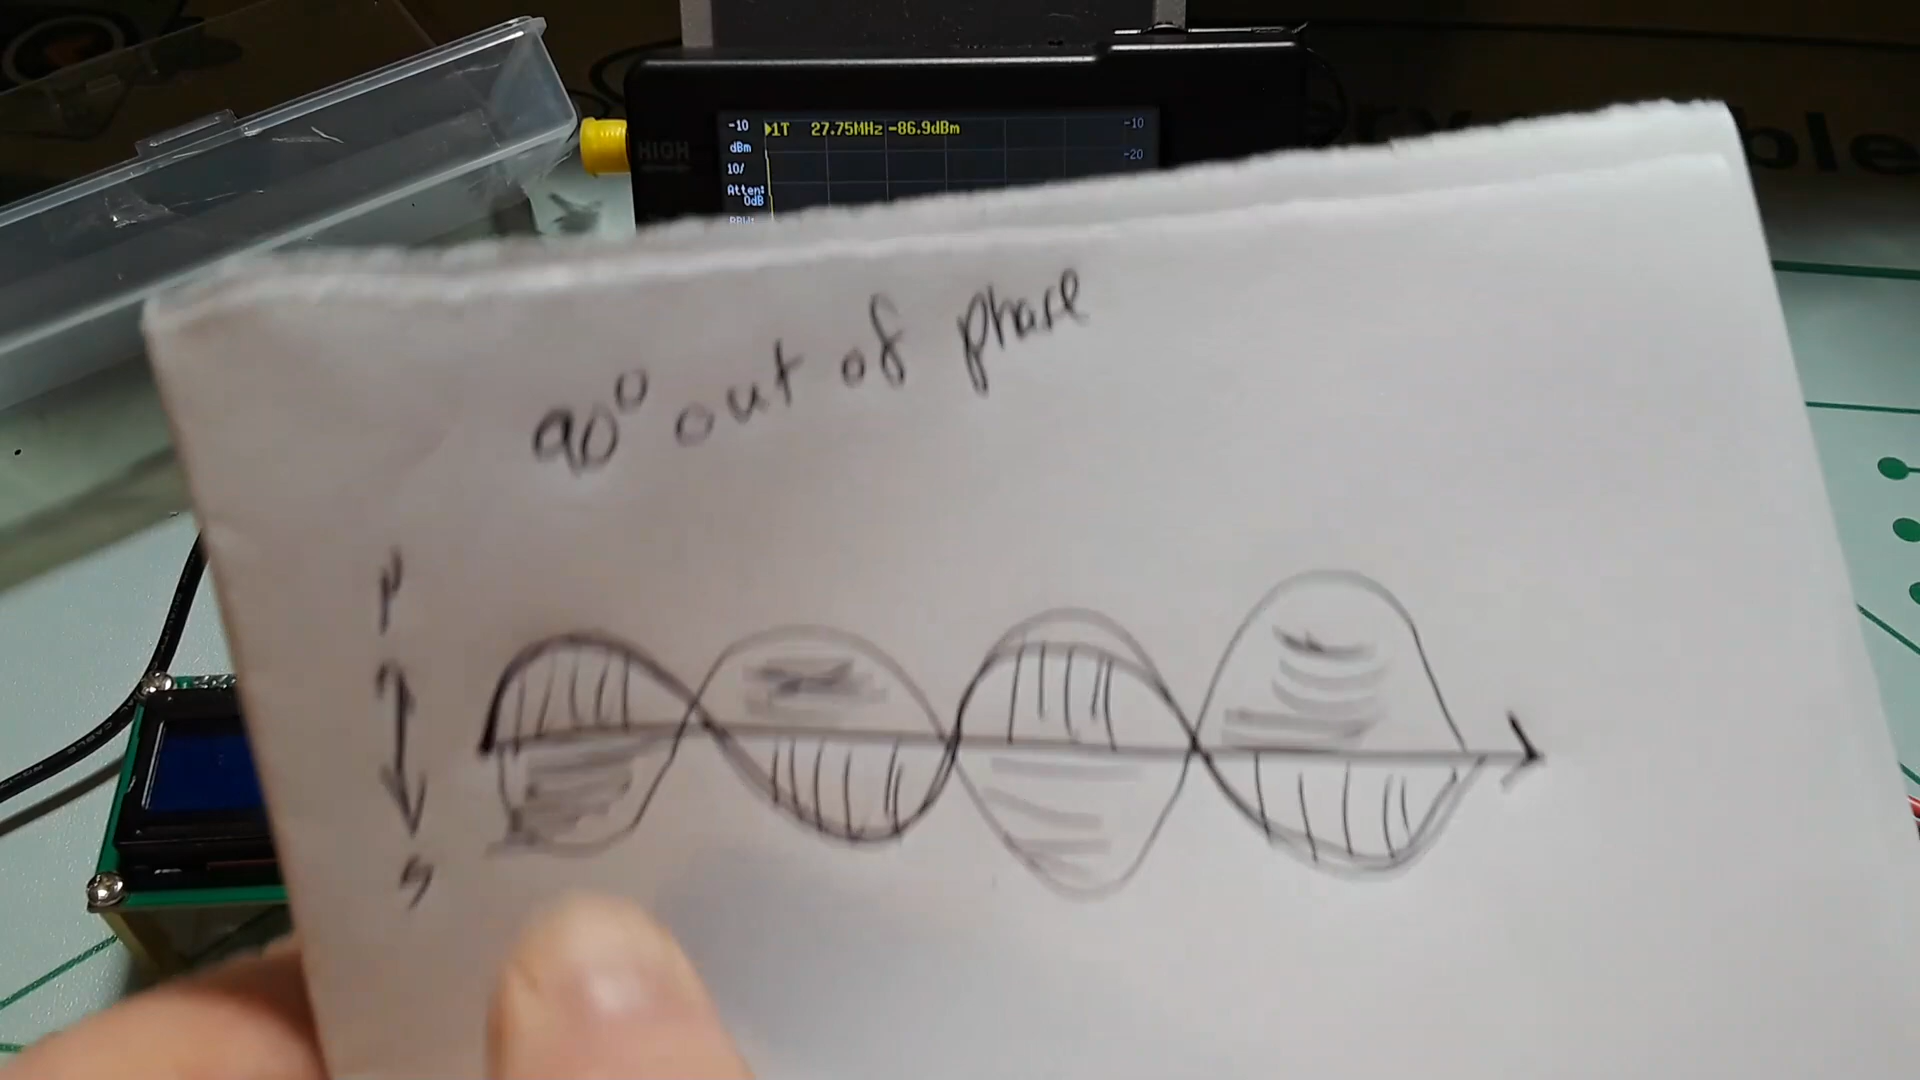 -10 1T 27.75MHz -86.9dBm -10
dBm
-20
10/
HIGH
Atten:
0dB
90° out of phase
S